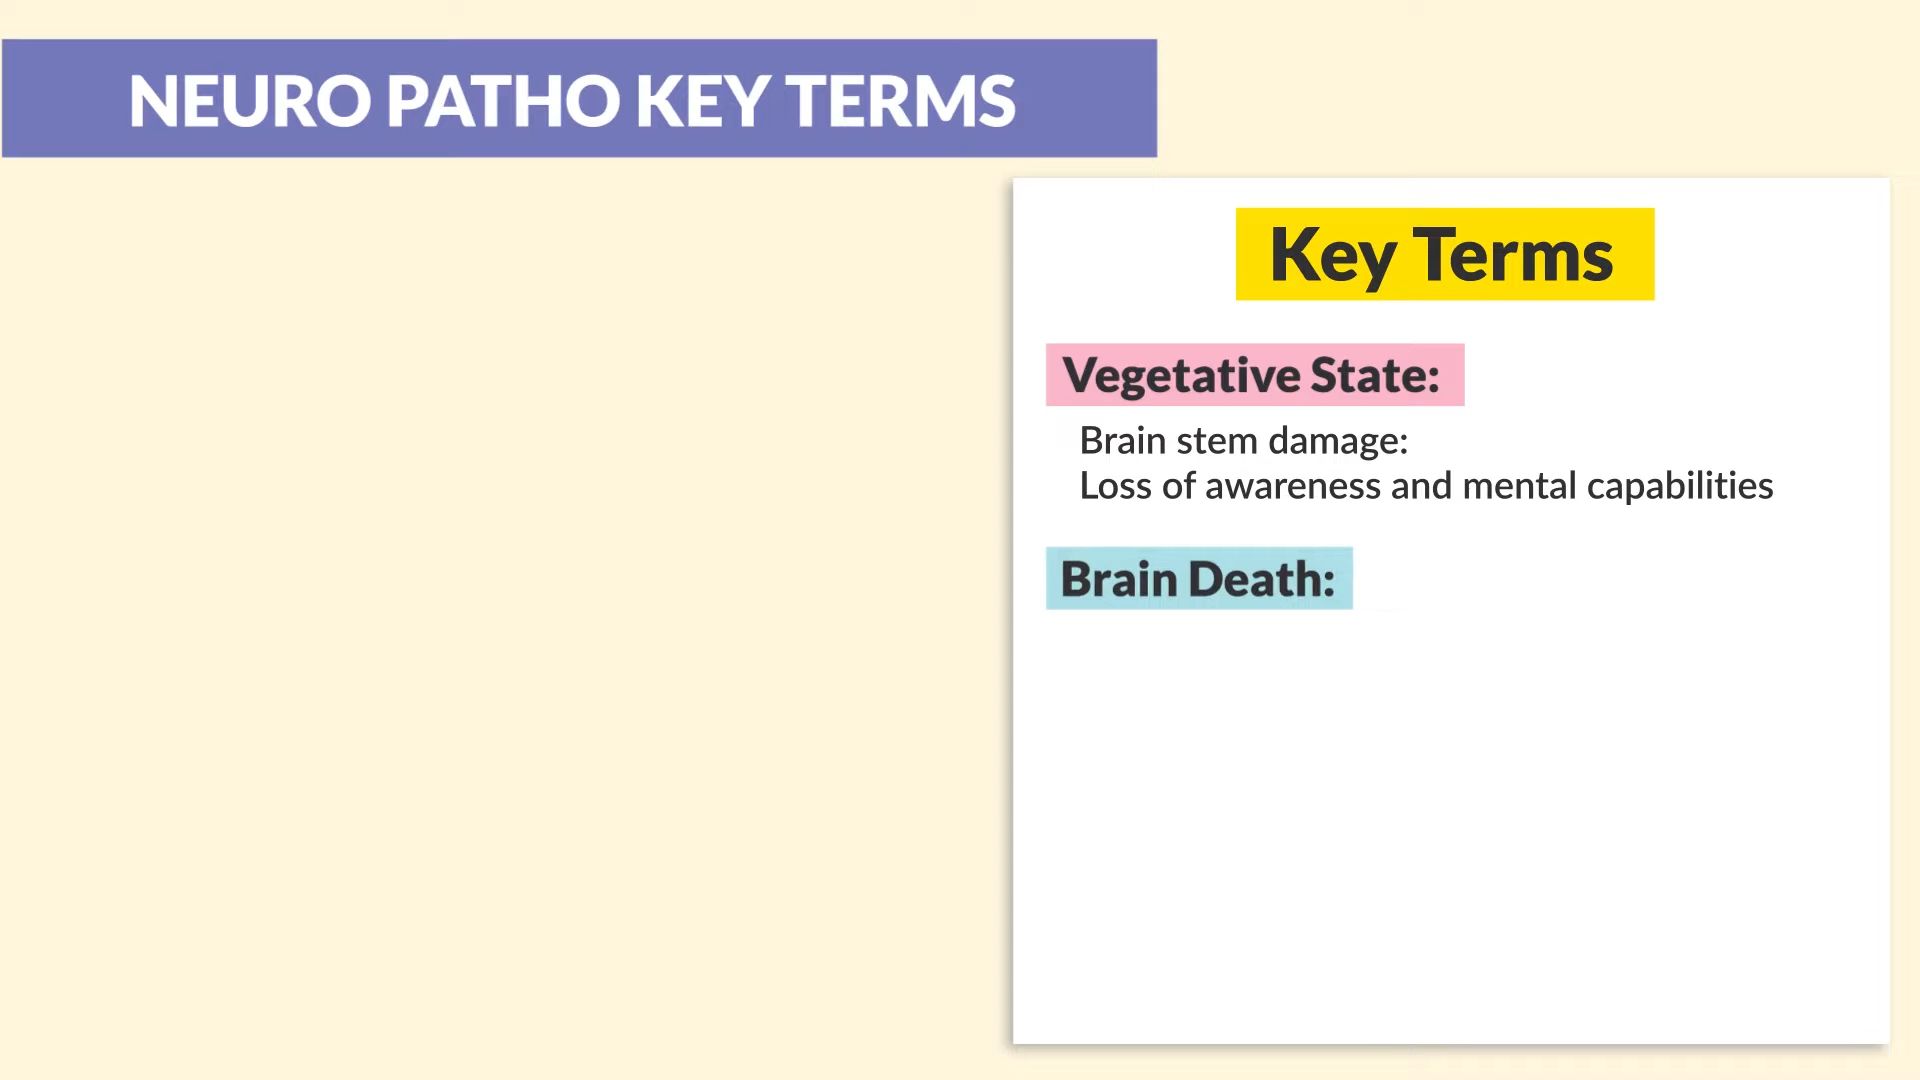 NEURO PATHO KEY TERMS
Key Terms
Vegetative State:
Brain stem damage:
Loss of awareness and mental capabilities
Brain Death: